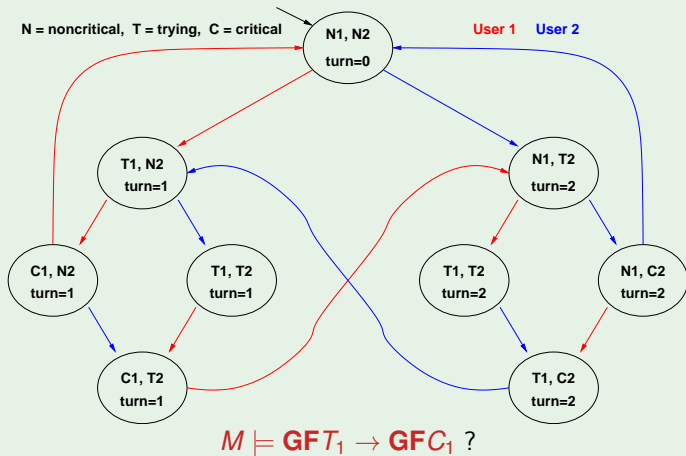 N = noncritical, T = trying, C = critical
User 1 User 2
N1, N2
turn=0
T1, N2
turn=1
N1, T2
turn=2
C1, N2
turn=1
T1, T2
turn=1
T1, T2
turn=2
N1, C2
turn=2
C1, T2
turn=1
T1, C2
turn=2
M ⊨ GFT₁ → GFC₁ ?